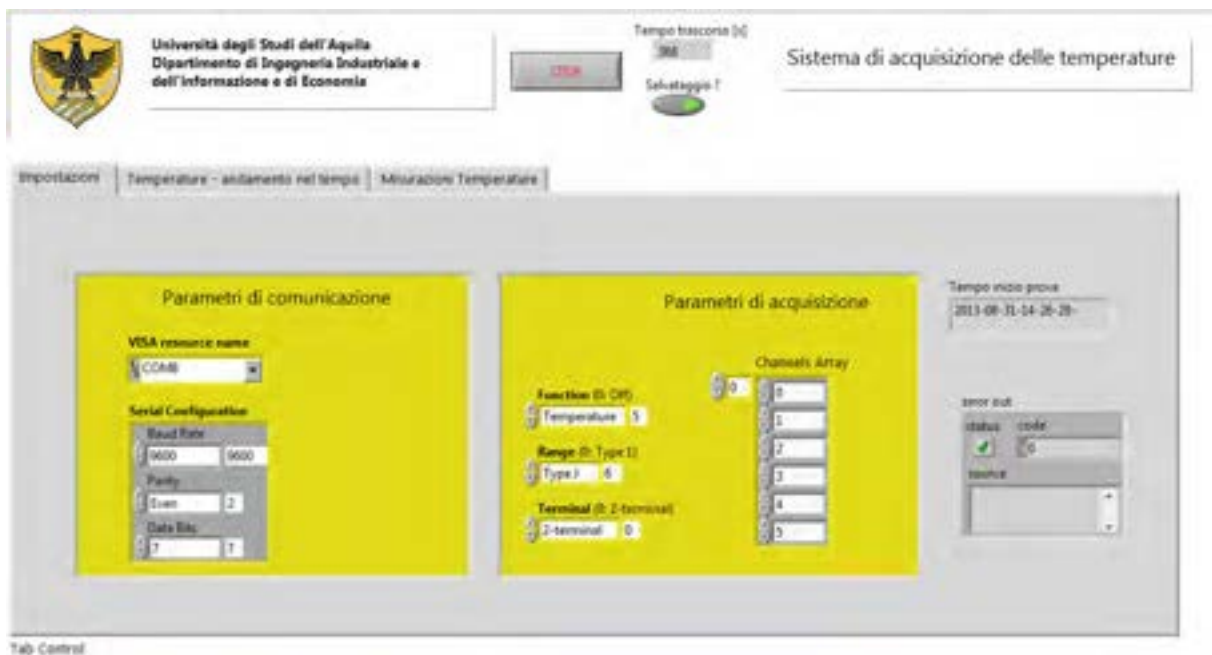 Università degli Studi dell'Aquila
Dipartimento di Ingegneria Industriale e
dell'informazione e di Economia
STOP
Tempo trascorso [s]
Salvataggio ?
Sistema di acquisizione delle temperature
Impostazioni
Temperature - andamento nel tempo
Misurazioni Temperature
Parametri di comunicazione
VISA resource name
Serial Configuration
Baud Rate
9600 9600
Parity
Even 2
Data Bits
7 7
Parametri di acquisizione
Function (0: Off)
Temperature 5
Range (0: Type J)
Type J 6
Terminal (0: 2-terminal)
2-terminal 0
Channels Array
0
0
1
2
3
4
5
Tempo inizio prova
2013-08-31-14-26-28-
error out
status code
0
source
Tab Control